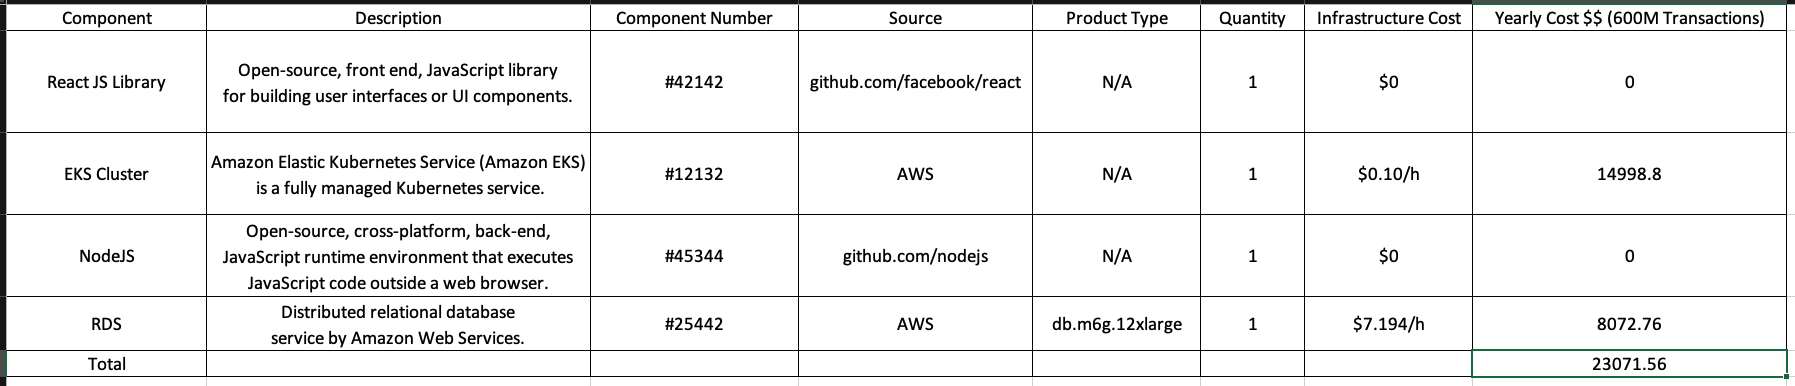 Component Description Component Number Source Product Type Quantity Infrastructure Cost Yearly Cost $$ (600M Transactions)
Open-source, front end, JavaScript library
React JS Library #42142 github.com/facebook/react N/A 1 $0 0
for building user interfaces or UI components.
Amazon Elastic Kubernetes Service (Amazon EKS)
EKS Cluster #12132 AWS N/A 1 $0.10/h 14998.8
is a fully managed Kubernetes service.
Open-source, cross-platform, back-end,
NodeJS JavaScript runtime environment that executes #45344 github.com/nodejs N/A 1 $0 0
JavaScript code outside a web browser.
Distributed relational database
RDS #25442 AWS db.m6g.12xlarge 1 $7.194/h 8072.76
service by Amazon Web Services.
Total 23071.56